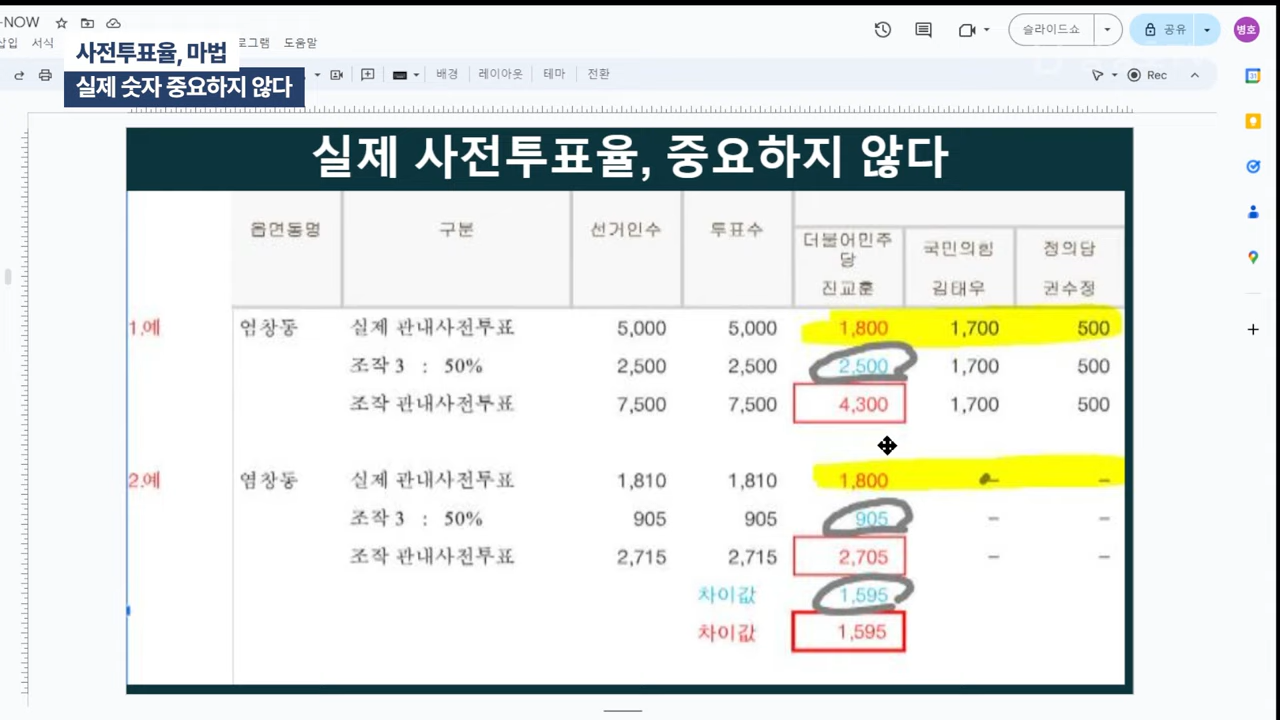 -NOW
삽입 서식
로그램 도움말
슬라이드쇼
공유
병호
사전투표율, 마법
실제 숫자 중요하지 않다
배경 레이아웃 테마 전환
Rec
31
실제 사전투표율, 중요하지 않다
읍면동명 구분 선거인수 투표수 더불어민주당 진교훈 국민의힘 김태우 정의당 권수정
1.예 염창동 실제 관내사전투표 5,000 5,000 1,800 1,700 500
조작 3 : 50% 2,500 2,500 2,500 1,700 500
조작 관내사전투표 7,500 7,500 4,300 1,700 500
2.예 염창동 실제 관내사전투표 1,810 1,810 1,800 – –
조작 3 : 50% 905 905 905 – –
조작 관내사전투표 2,715 2,715 2,705 – –
차이값 1,595
차이값 1,595